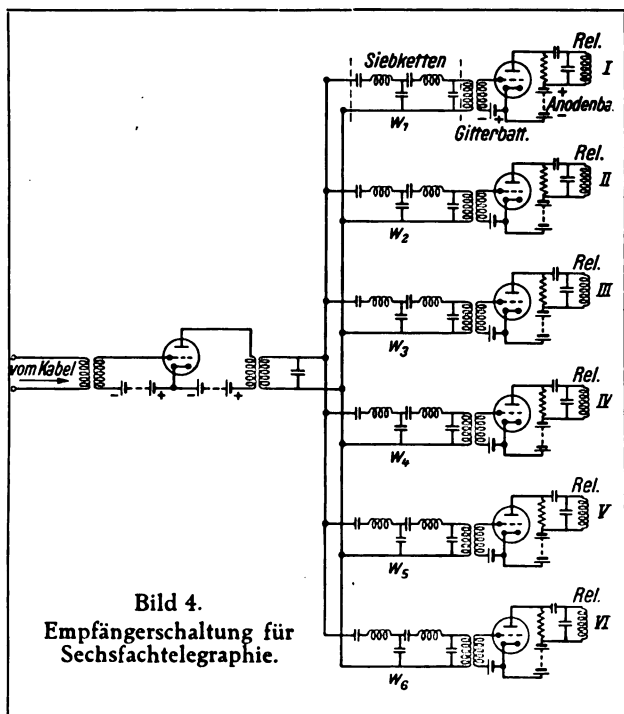 Siebketten
Rel.
I
+
Anodenba.
-
W1
- +
Gitterbatt.
Rel.
II
W2
Rel.
III
W3
vom Kabel
- + - +
Rel.
IV
W4
Rel.
V
W5
Rel.
VI
W6
Bild 4.
Empfängerschaltung für
Sechsfachtelegraphie.